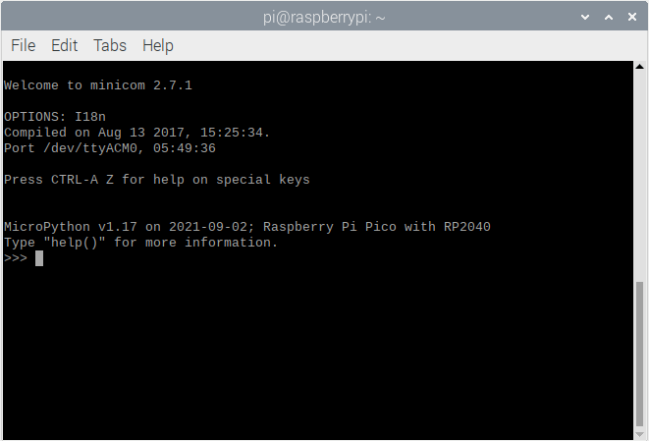 pi@raspberrypi: ~
File Edit Tabs Help
Welcome to minicom 2.7.1
OPTIONS: I18n
Compiled on Aug 13 2017, 15:25:34.
Port /dev/ttyACM0, 05:49:36
Press CTRL-A Z for help on special keys
MicroPython v1.17 on 2021-09-02; Raspberry Pi Pico with RP2040
Type "help()" for more information.
>>>